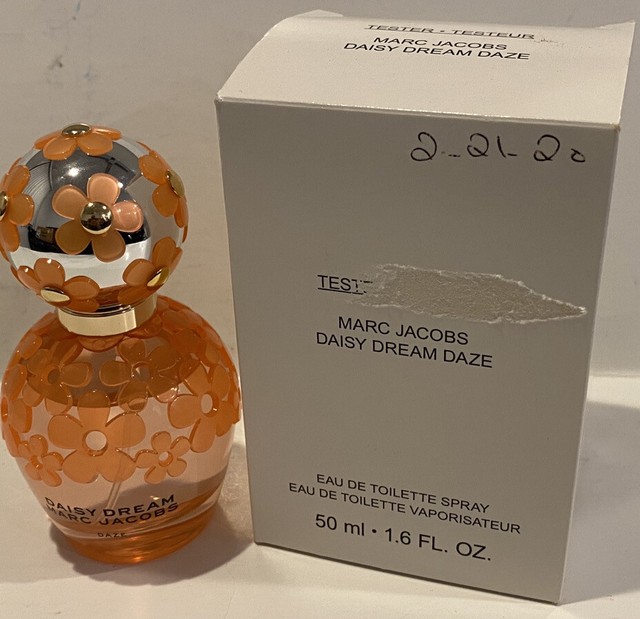 TESTER • TESTEUR
MARC JACOBS
DAISY DREAM DAZE
2-21-20
TEST
MARC JACOBS
DAISY DREAM DAZE
EAU DE TOILETTE SPRAY
EAU DE TOILETTE VAPORISATEUR
50 ml • 1.6 FL. OZ.
DAISY DREAM
MARC JACOBS
DAZE